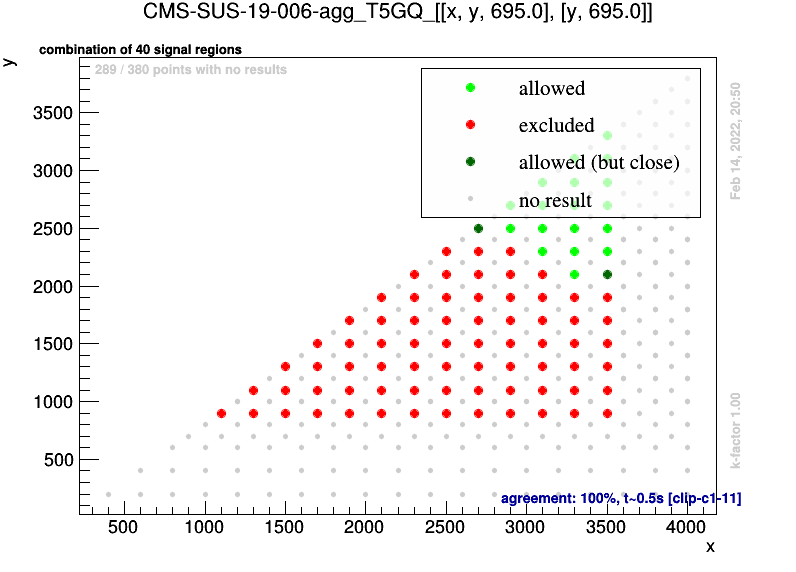 CMS-SUS-19-006-agg_T5GQ_[[x, y, 695.0], [y, 695.0]]
combination of 40 signal regions
289 / 380 points with no results
y
allowed
excluded
allowed (but close)
no result
3500
3000
2500
2000
1500
1000
500
Feb 14, 2022, 20:50
k-factor 1.00
agreement: 100%, t~0.5s [clip-c1-11]
500 1000 1500 2000 2500 3000 3500 4000
x